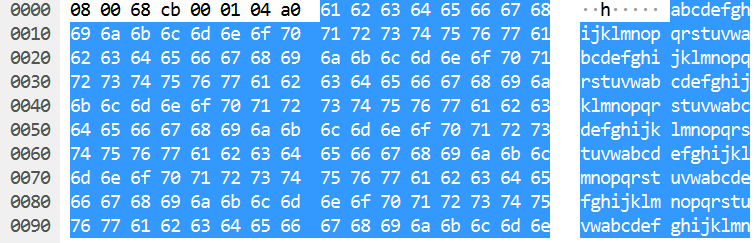 0000 08 00 68 cb 00 01 04 a0 61 62 63 64 65 66 67 68 ··h····· abcdefgh
0010 69 6a 6b 6c 6d 6e 6f 70 71 72 73 74 75 76 77 61 ijklmnop qrstuvwa
0020 62 63 64 65 66 67 68 69 6a 6b 6c 6d 6e 6f 70 71 bcdefghi jklmnopq
0030 72 73 74 75 76 77 61 62 63 64 65 66 67 68 69 6a rstuvwab cdefghij
0040 6b 6c 6d 6e 6f 70 71 72 73 74 75 76 77 61 62 63 klmnopqr stuvwabc
0050 64 65 66 67 68 69 6a 6b 6c 6d 6e 6f 70 71 72 73 defghijk lmnopqrs
0060 74 75 76 77 61 62 63 64 65 66 67 68 69 6a 6b 6c tuvwabcd efghijkl
0070 6d 6e 6f 70 71 72 73 74 75 76 77 61 62 63 64 65 mnopqrst uvwabcde
0080 66 67 68 69 6a 6b 6c 6d 6e 6f 70 71 72 73 74 75 fghijklm nopqrstu
0090 76 77 61 62 63 64 65 66 67 68 69 6a 6b 6c 6d 6e vwabcdef ghijklmn